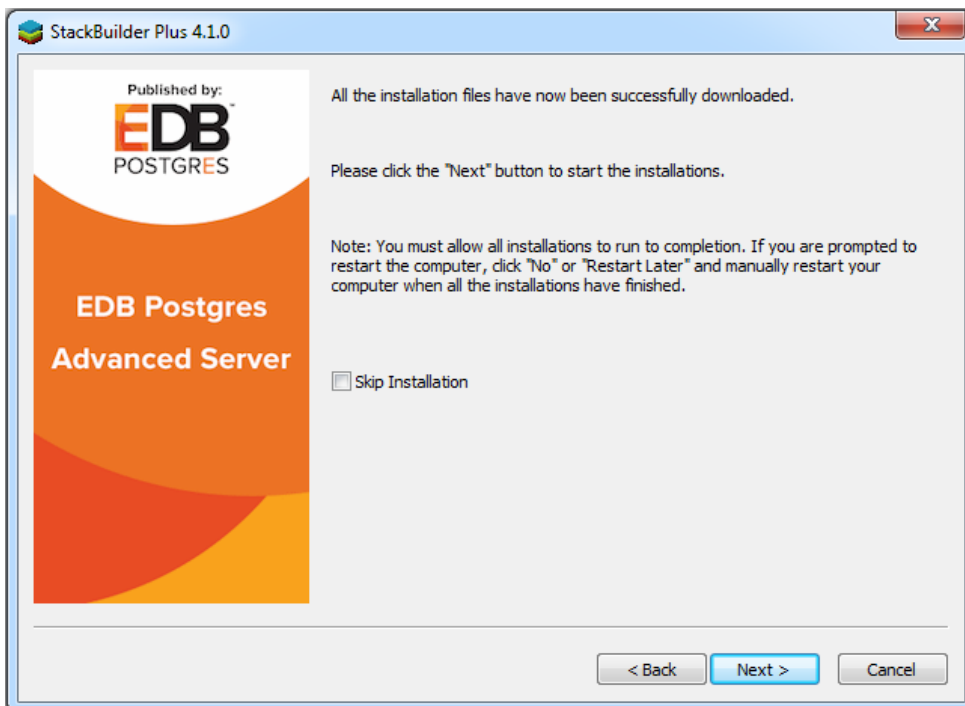 StackBuilder Plus 4.1.0
Published by:
EDB™
POSTGRES
EDB Postgres
Advanced Server
All the installation files have now been successfully downloaded.
Please click the "Next" button to start the installations.
Note: You must allow all installations to run to completion. If you are prompted to
restart the computer, click "No" or "Restart Later" and manually restart your
computer when all the installations have finished.
Skip Installation
< Back
Next >
Cancel